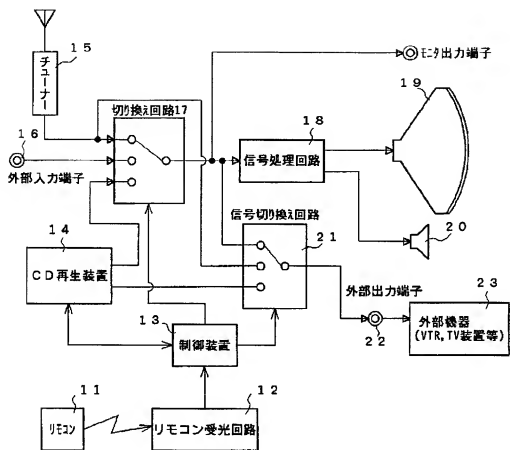 15
チューナー
モニタ出力端子
19
切り換え回路17
16
外部入力端子
18
信号処理回路
信号切り換え回路
20
21
14
CD再生装置
外部出力端子
23
13
制御装置
22
外部機器
(VTR,TV装置等)
11
12
リモコン
リモコン受光回路